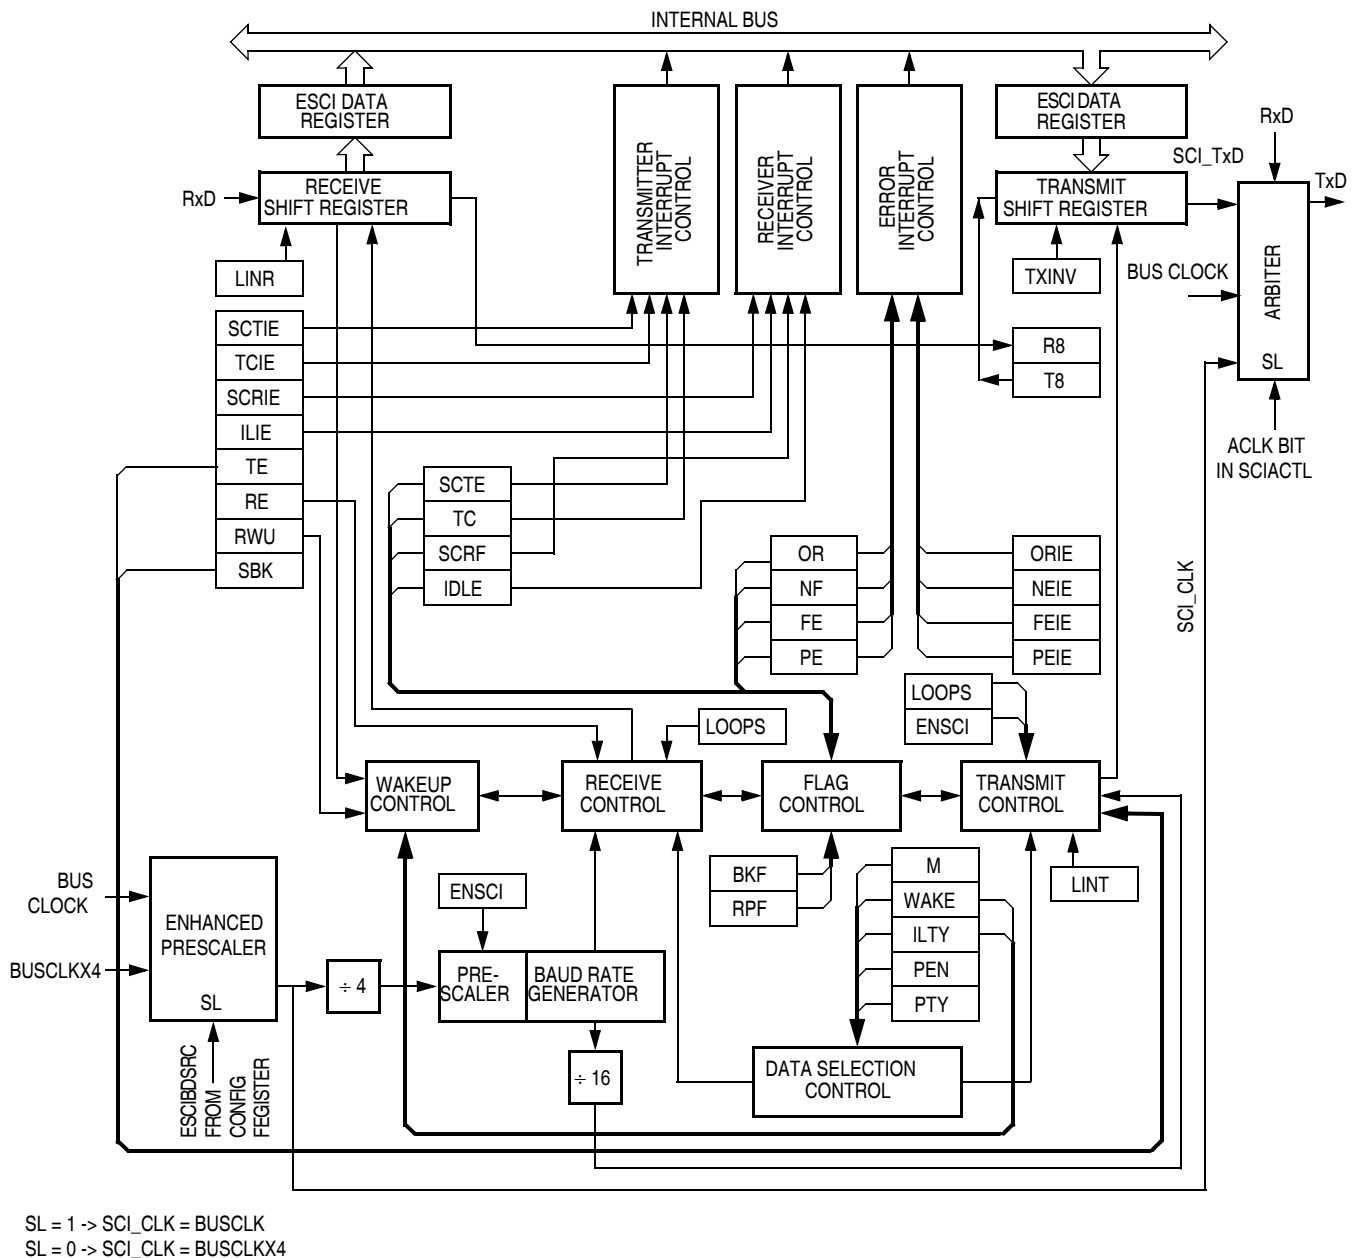 INTERNAL BUS
ESCI DATA
REGISTER
ESCI DATA
REGISTER
TRANSMITTER
INTERRUPT
CONTROL
RECEIVER
INTERRUPT
CONTROL
ERROR
INTERRUPT
CONTROL
RxD
SCI_TxD
TxD
RxD
RECEIVE
SHIFT REGISTER
TRANSMIT
SHIFT REGISTER
LINR
TXINV
BUS CLOCK
ARBITER
SL
SCTIE
TCIE
SCRIE
ILIE
TE
RE
RWU
SBK
R8
T8
ACLK BIT
IN SCIACTL
SCTE
TC
SCRF
IDLE
OR
NF
FE
PE
ORIE
NEIE
FEIE
PEIE
SCI_CLK
LOOPS
ENSCI
LOOPS
WAKEUP
CONTROL
RECEIVE
CONTROL
FLAG
CONTROL
TRANSMIT
CONTROL
BKF
RPF
M
WAKE
ILTY
PEN
PTY
LINT
BUS
CLOCK
BUSCLKX4
ENHANCED
PRESCALER
SL
ENSCI
÷ 4
PRE-
SCALER
BAUD RATE
GENERATOR
÷ 16
DATA SELECTION
CONTROL
ESCIBDSRC
FROM
CONFIG
FEGISTER
SL = 1 -> SCI_CLK = BUSCLK
SL = 0 -> SCI_CLK = BUSCLKX4